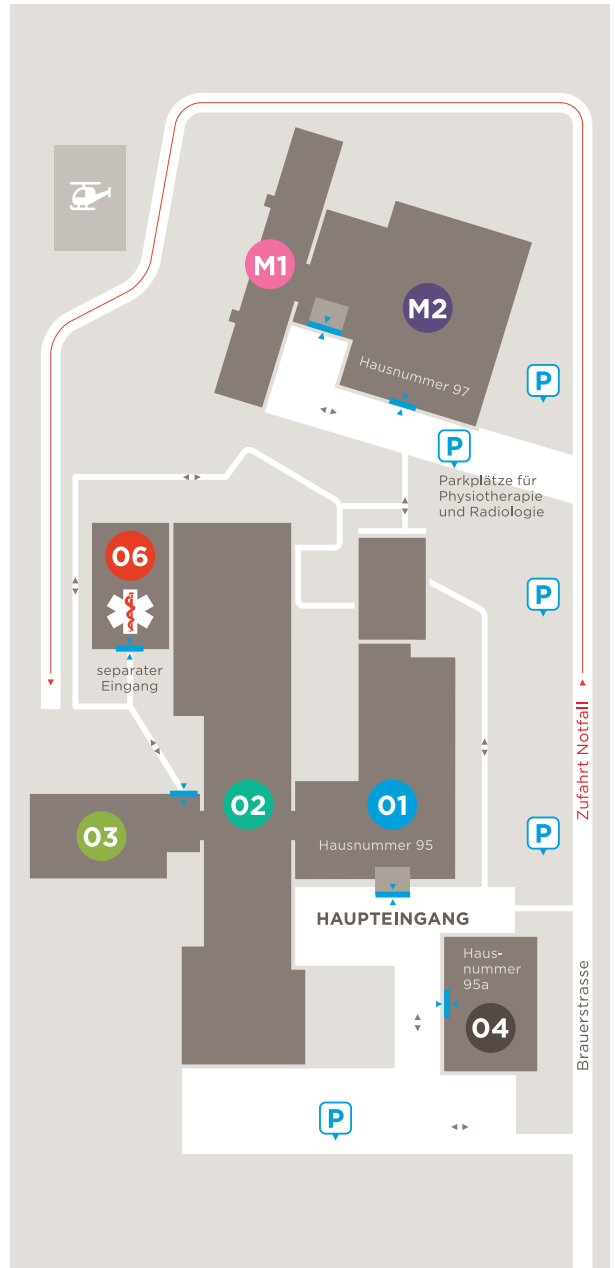 M1
M2
Hausnummer 97
P
P
Parkplätze für
Physiotherapie
und Radiologie
06
separater
Eingang
P
Zufahrt Notfall
02
01
03
Hausnummer 95
P
HAUPTEINGANG
Haus-
nummer
95a
04
Brauerstrasse
P